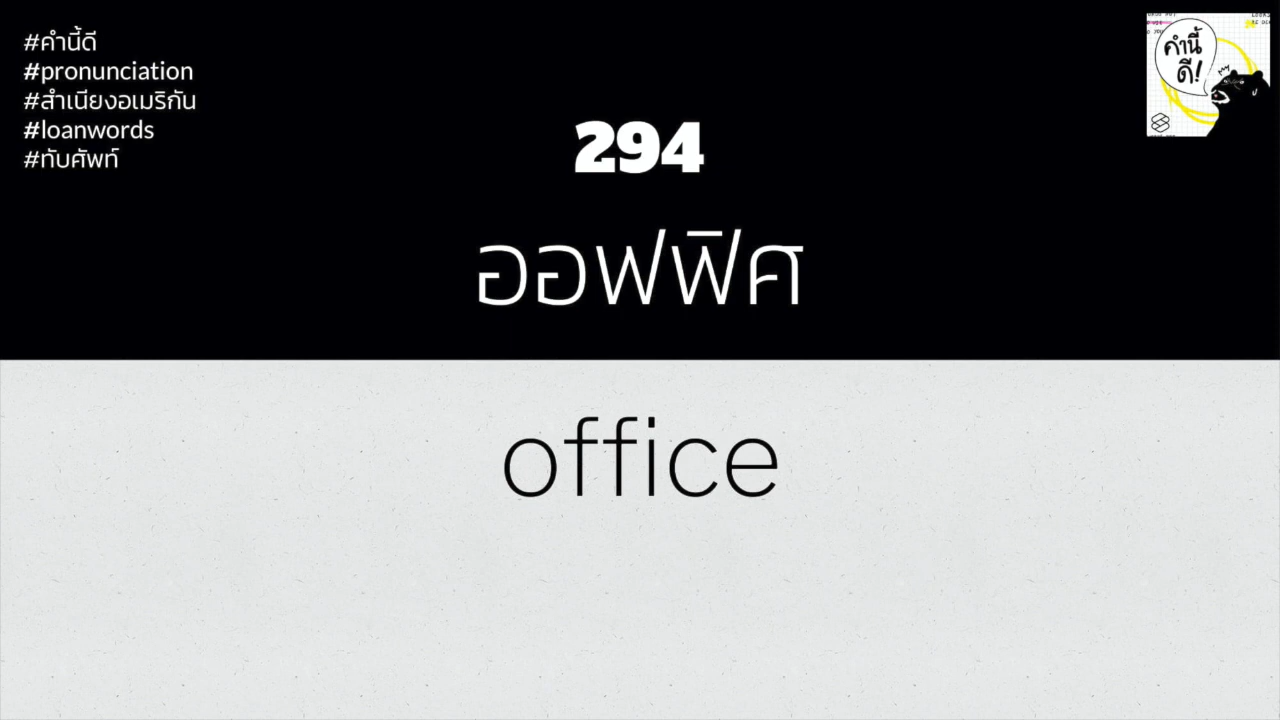 #คำนี้ดี
#pronunciation
#สำเนียงอเมริกัน
#loanwords
#ทับศัพท์
คำนี้
ดี!
294
ออฟฟิศ
office